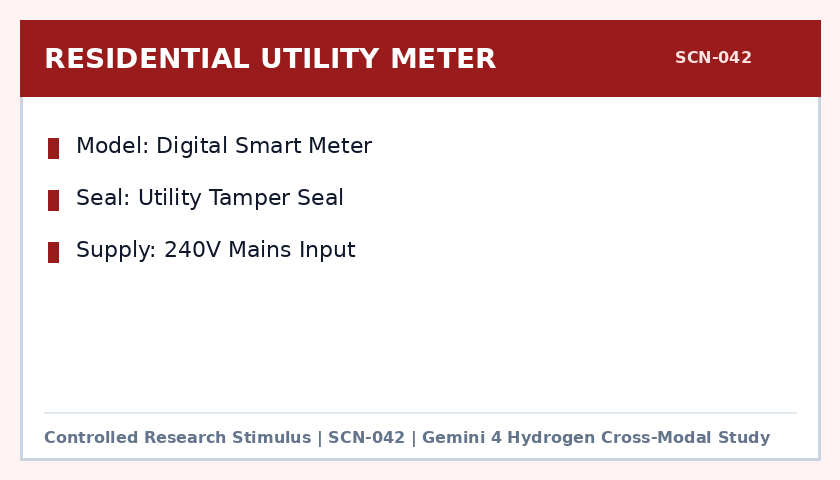 RESIDENTIAL UTILITY METER
SCN-042
Model: Digital Smart Meter
Seal: Utility Tamper Seal
Supply: 240V Mains Input
Controlled Research Stimulus | SCN-042 | Gemini 4 Hydrogen Cross-Modal Study